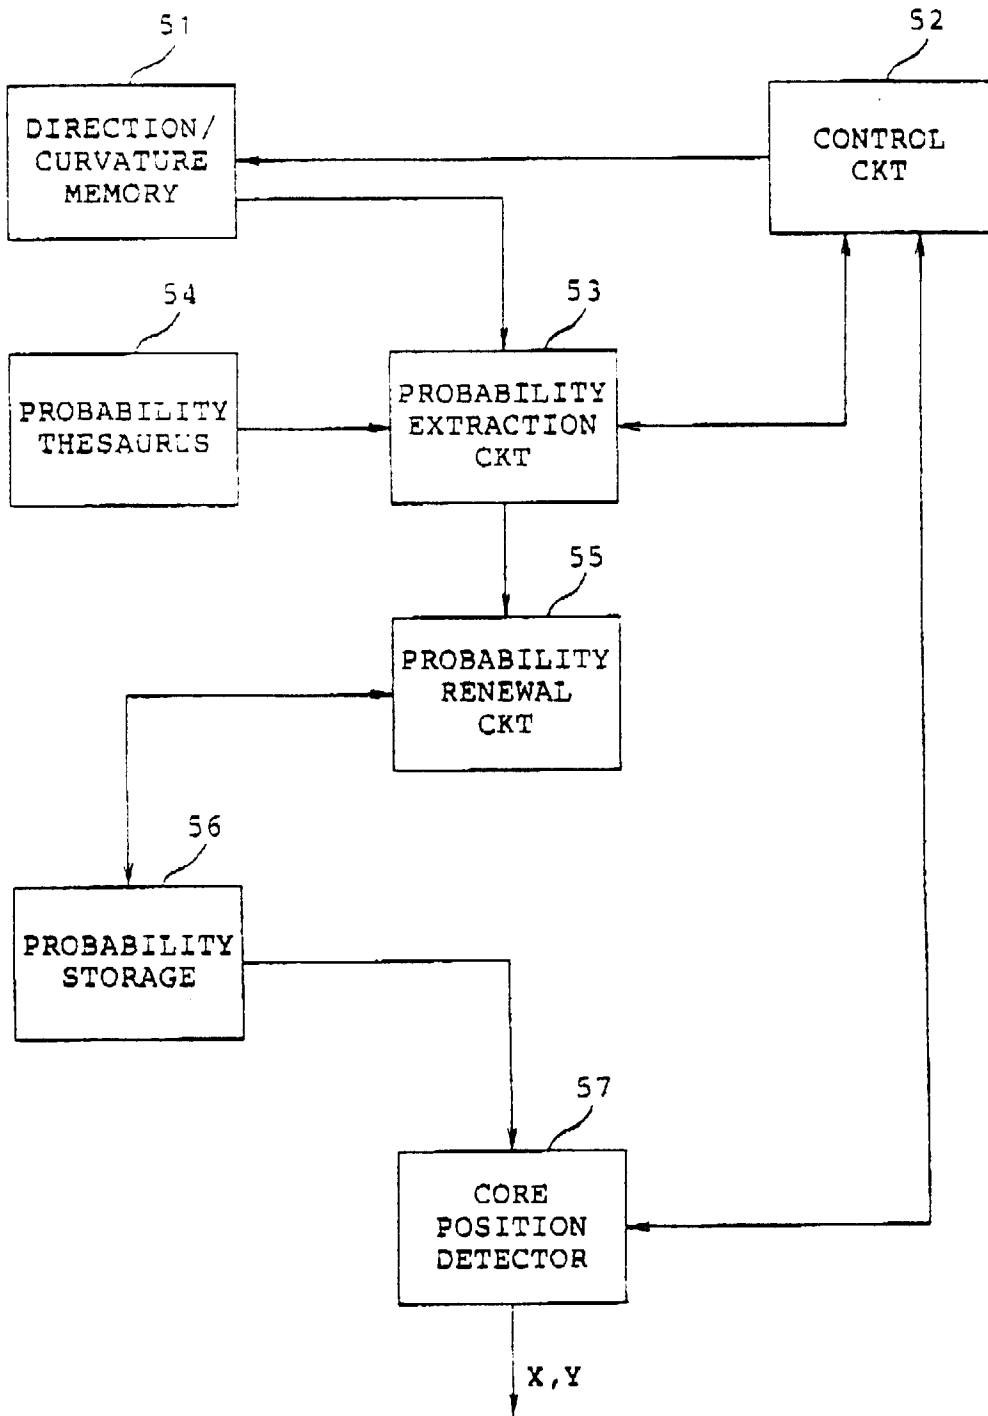 51
52
DIRECTION/
CURVATURE
MEMORY
CONTROL
CKT
54
53
PROBABILITY
THESAURUS
PROBABILITY
EXTRACTION
CKT
55
PROBABILITY
RENEWAL
CKT
56
PROBABILITY
STORAGE
57
CORE
POSITION
DETECTOR
X,Y